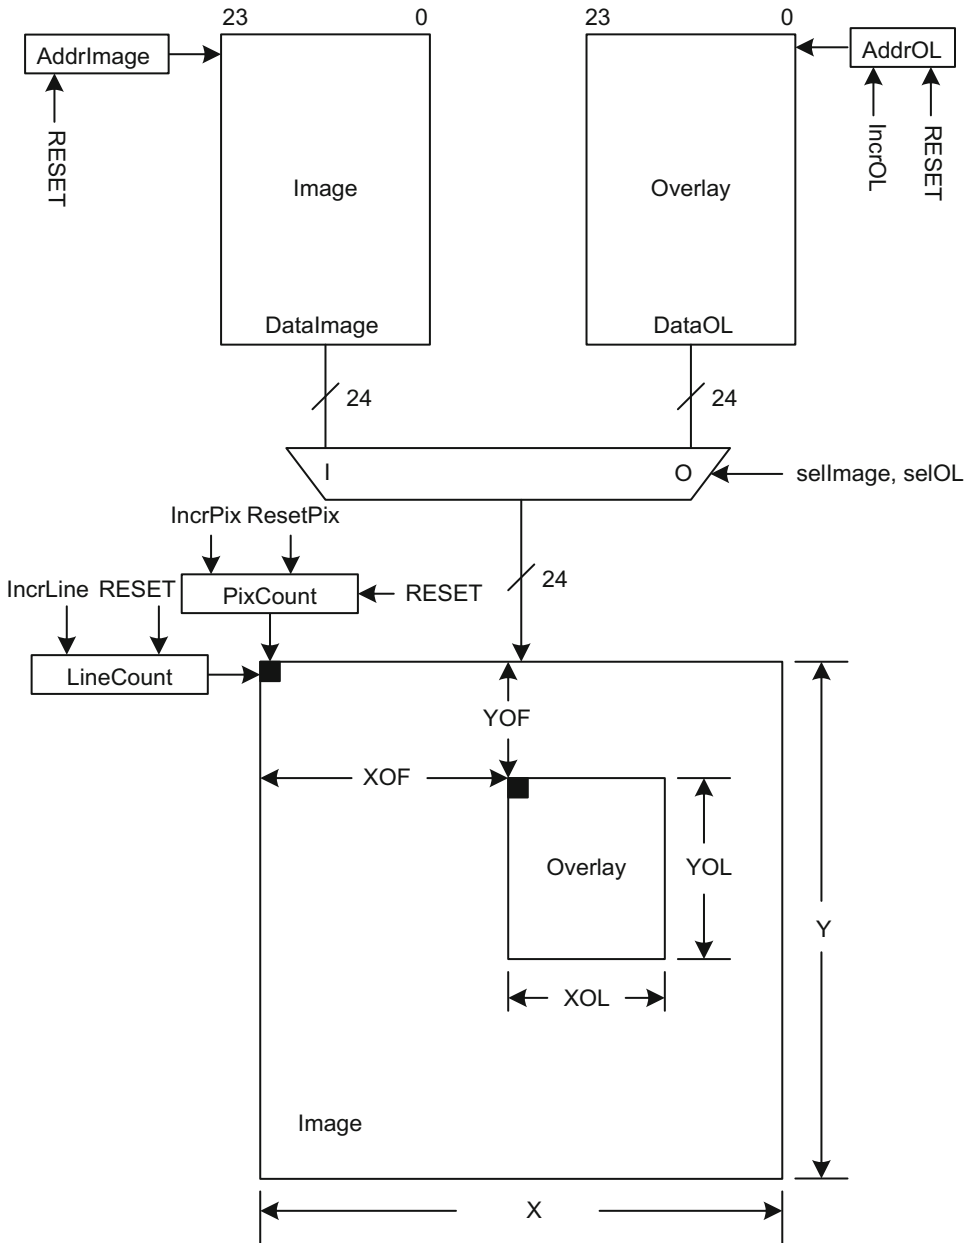 23
0
23
0
AddrImage
AddrOL
RESET
IncrOL
RESET
Image
Overlay
DataImage
DataOL
24
24
I
O
selImage, selOL
IncrPix
ResetPix
24
IncrLine
RESET
PixCount
RESET
LineCount
YOF
XOF
Overlay
YOL
Y
XOL
Image
X